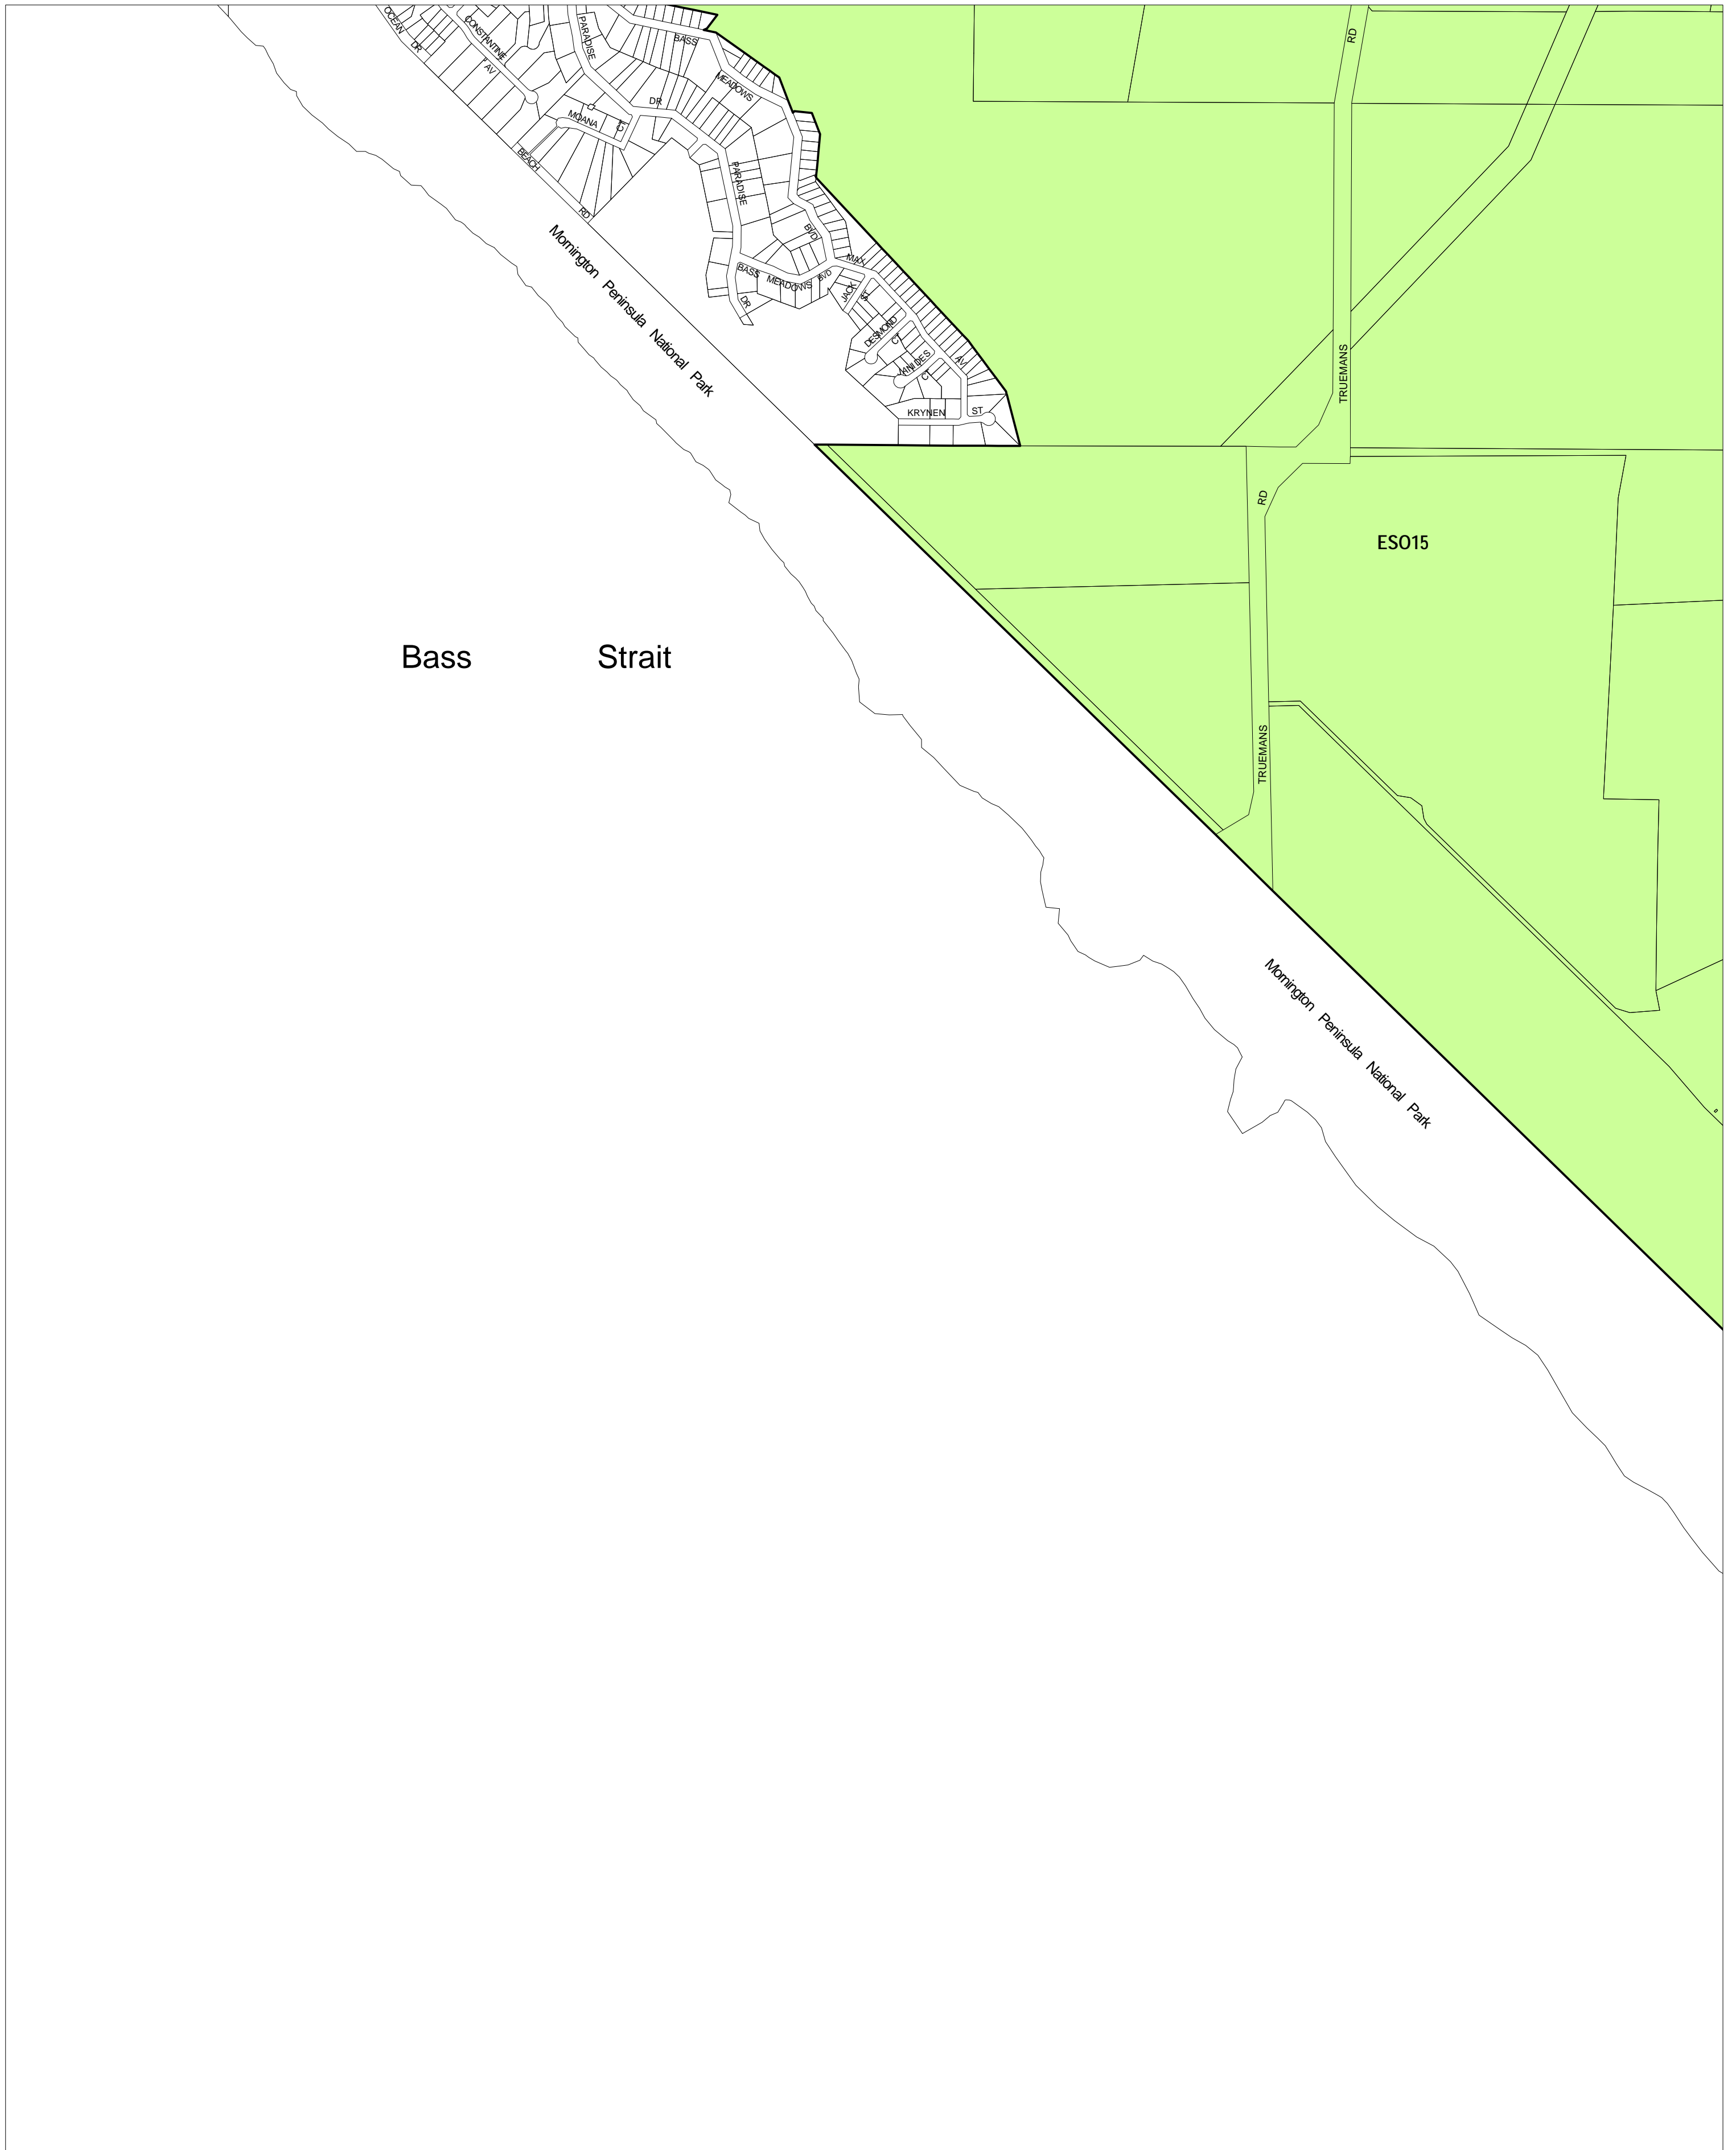 OCEAN
DR
CONSTANTINE
AV
PARADISE
DR
BASS
MEADOWS
RD
MOANA
CT
BEACH
RD
PARADISE
BVD
BASS
MEADOWS
BVD
DR
MAX
JACK
ST
DESMOND
CT
CT
AV
KRYNEN
ST
Mornington Peninsula National Park
TRUEMANS
RD
ESO15
Bass Strait
TRUEMANS
Mornington Peninsula National Park